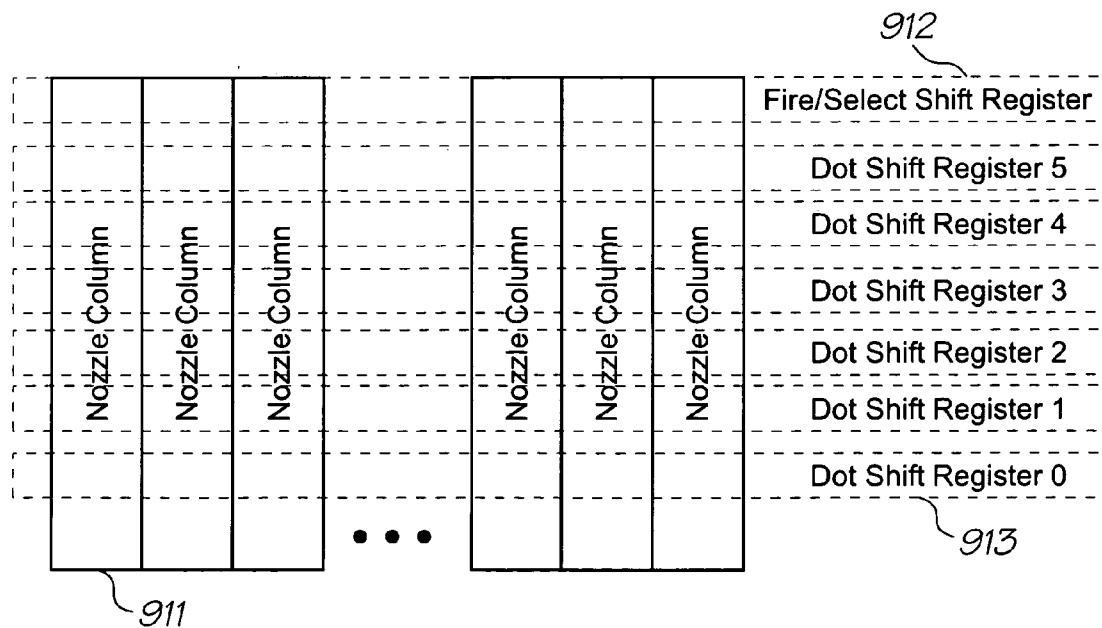 912
Fire/Select Shift Register
Dot Shift Register 5
Dot Shift Register 4
Dot Shift Register 3
Dot Shift Register 2
Dot Shift Register 1
Dot Shift Register 0
Nozzle Column
Nozzle Column
Nozzle Column
Nozzle Column
Nozzle Column
Nozzle Column
913
911